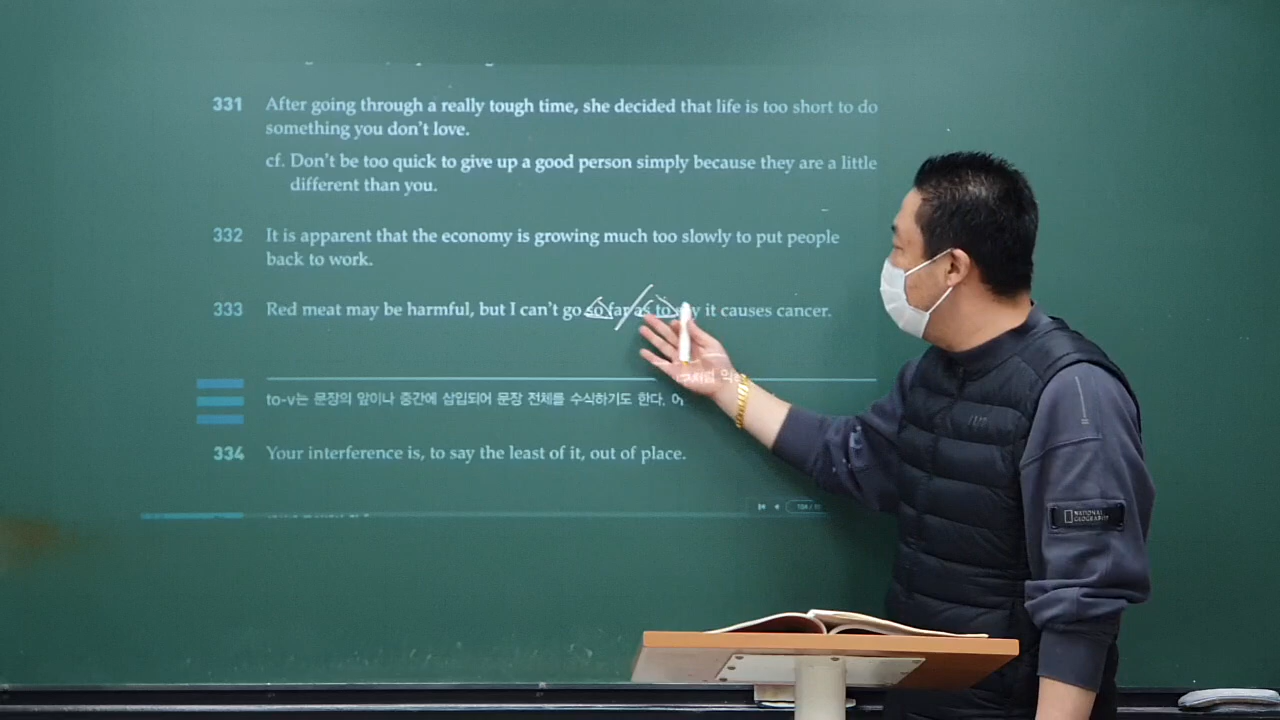 331 After going through a really tough time, she decided that life is too short to do
something you don't love.
cf. Don't be too quick to give up a good person simply because they are a little
different than you.
332 It is apparent that the economy is growing much too slowly to put people
back to work.
333 Red meat may be harmful, but I can't go so far as to say it causes cancer.
to-v는 문장의 앞이나 중간에 삽입되어 문장 전체를 수식하기도 한다.
334 Your interference is, to say the least of it, out of place.
NATIONAL
GEOGRAPHIC